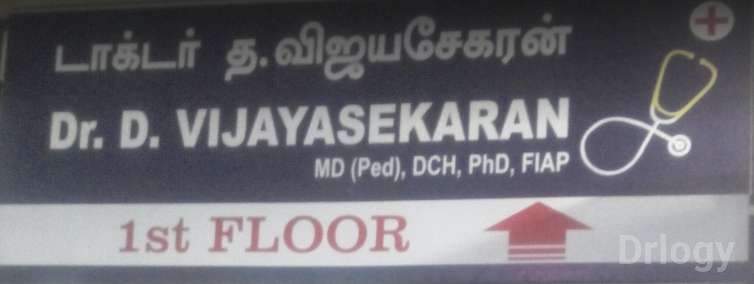 டாக்டர் த.விஜயசேகரன்
Dr. D. VIJAYASEKARAN
MD (Ped), DCH, PhD, FIAP
1st FLOOR
Drlogy